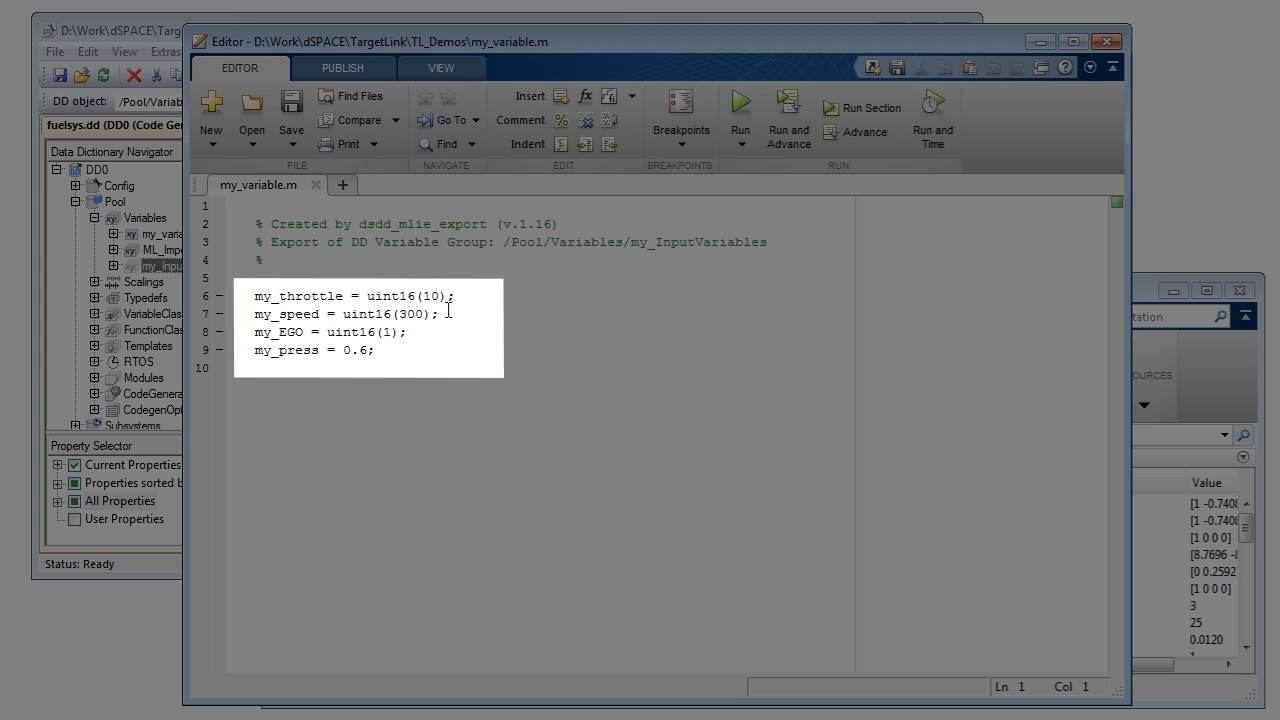 D:\Work\dSPACE\Targ
File Edit View Extras
DD object: /Pool/Variab
fuelsys.dd (DD0 (Code Ger
Data Dictionary Navigator
DD0
Config
Pool
Variables
my_varia
ML_Impo
my_Inpu
Scalings
Typedefs
VariableClass
FunctionClas
Templates
RTOS
Modules
CodeGenera
CodegenOpt
Subsystems
Property Selector
Current Properties
Properties sorted b
All Properties
User Properties
Status: Ready
Editor - D:\Work\dSPACE\TargetLink\TL_Demos\my_variable.m
EDITOR PUBLISH VIEW
New Open Save
Find Files
Compare
Print
FILE
Go To
Find
NAVIGATE
Insert
Comment
Indent
EDIT
Breakpoints
BREAKPOINTS
Run
Run and Advance
Run Section
Advance
Run and Time
RUN
my_variable.m
1
2 % Created by dsdd_mlie_export (v.1.16)
3 % Export of DD Variable Group: /Pool/Variables/my_InputVariables
4 %
5
6 – my_throttle = uint16(10);
7 – my_speed = uint16(300);
8 – my_EGO = uint16(1);
9 – my_press = 0.6;
10
Ln 1 Col 1
tation
OURCES
Value
[1 -0.7408
[1 -0.7408
[1 0 0 0]
[8.7696 -8
[0 0.2592
[1 0 0 0]
3
25
0.0120